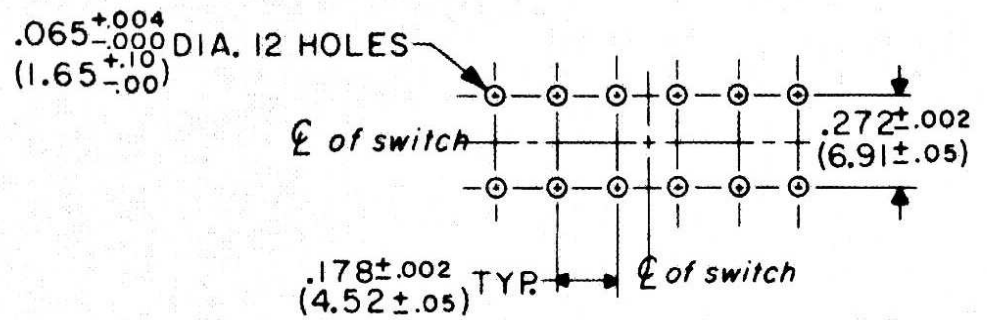 .065 +.004 -.000 DIA. 12 HOLES
(1.65 +.10 -.00)
℄ of switch
.272±.002
(6.91±.05)
.178±.002 TYP.
(4.52±.05)
℄ of switch